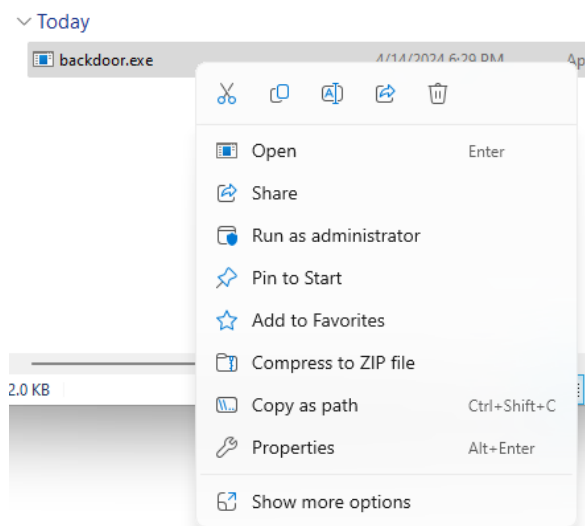 Today
backdoor.exe 4/14/2024 6:29 PM Ap
Open Enter
Share
Run as administrator
Pin to Start
Add to Favorites
Compress to ZIP file
2.0 KB
Copy as path Ctrl+Shift+C
Properties Alt+Enter
Show more options